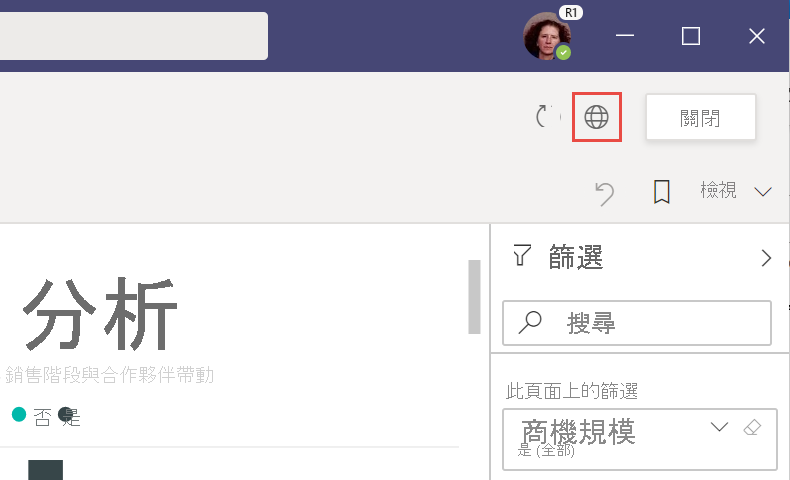 R1
關閉
檢視
篩選
分析
搜尋
銷售階段與合作夥伴帶動
否 是
此頁面上的篩選
商機規模
是 (全部)